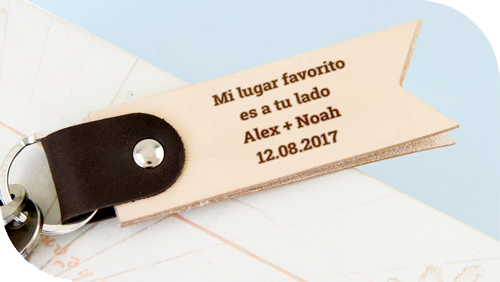 Mi lugar favorito
es a tu lado
Alex + Noah
12.08.2017